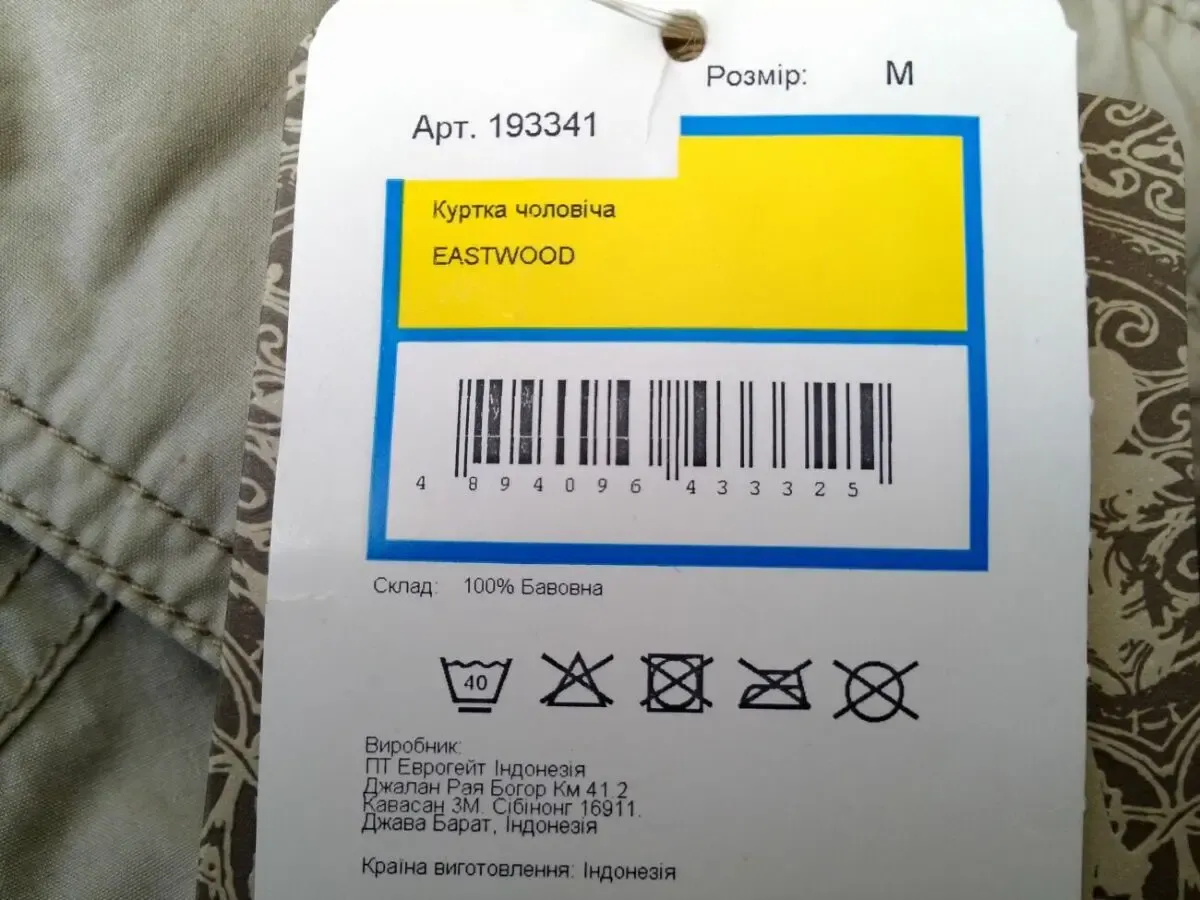 Розмір: M
Арт. 193341
Куртка чоловіча
EASTWOOD
4 894096 433325
Склад: 100% Бавовна
40
Виробник:
ПТ Еврогейт Індонезія
Джалан Рая Богор Км 41.2
Кавасан 3М. Сібінонг 16911.
Джава Барат, Індонезія
Країна виготовлення: Індонезія